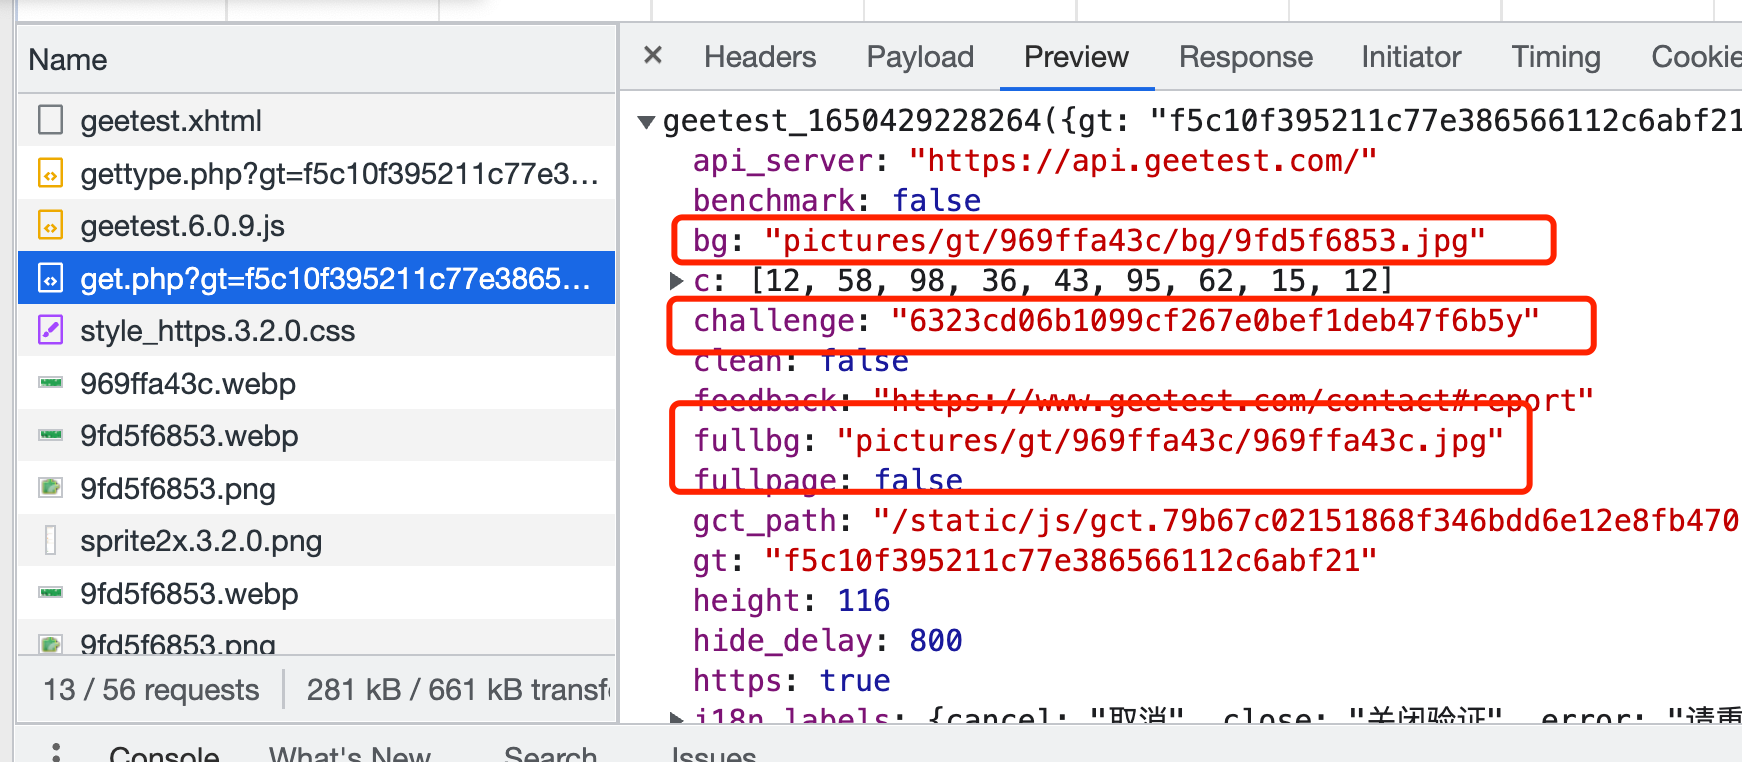 Name
geetest.xhtml
gettype.php?gt=f5c10f395211c77e3...
geetest.6.0.9.js
get.php?gt=f5c10f395211c77e3865...
style_https.3.2.0.css
969ffa43c.webp
9fd5f6853.webp
9fd5f6853.png
sprite2x.3.2.0.png
9fd5f6853.webp
9fd5f6853.png
13 / 56 requests 281 kB / 661 kB transfe
× Headers Payload Preview Response Initiator Timing Cookie
▼geetest_1650429228264({gt: "f5c10f395211c77e386566112c6abf21
api_server: "https://api.geetest.com/"
benchmark: false
bg: "pictures/gt/969ffa43c/bg/9fd5f6853.jpg"
▶c: [12, 58, 98, 36, 43, 95, 62, 15, 12]
challenge: "6323cd06b1099cf267e0bef1deb47f6b5y"
clean: false
feedback: "https://www.geetest.com/contact#report"
fullbg: "pictures/gt/969ffa43c/969ffa43c.jpg"
fullpage: false
gct_path: "/static/js/gct.79b67c02151868f346bdd6e12e8fb470
gt: "f5c10f395211c77e386566112c6abf21"
height: 116
hide_delay: 800
https: true
▶i18n_labels: {cancel: "取消", close: "关闭验证", error: "请重
Console What's New Search Issues